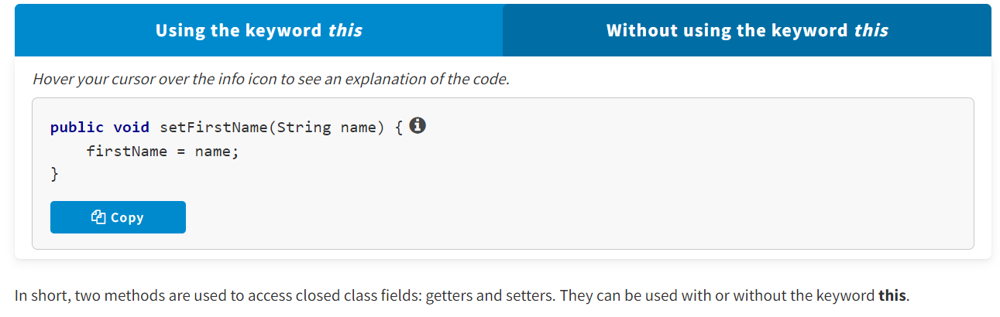 Using the keyword this
Without using the keyword this
Hover your cursor over the info icon to see an explanation of the code.
public void setFirstName(String name) {
    firstName = name;
}
Copy
In short, two methods are used to access closed class fields: getters and setters. They can be used with or without the keyword this.